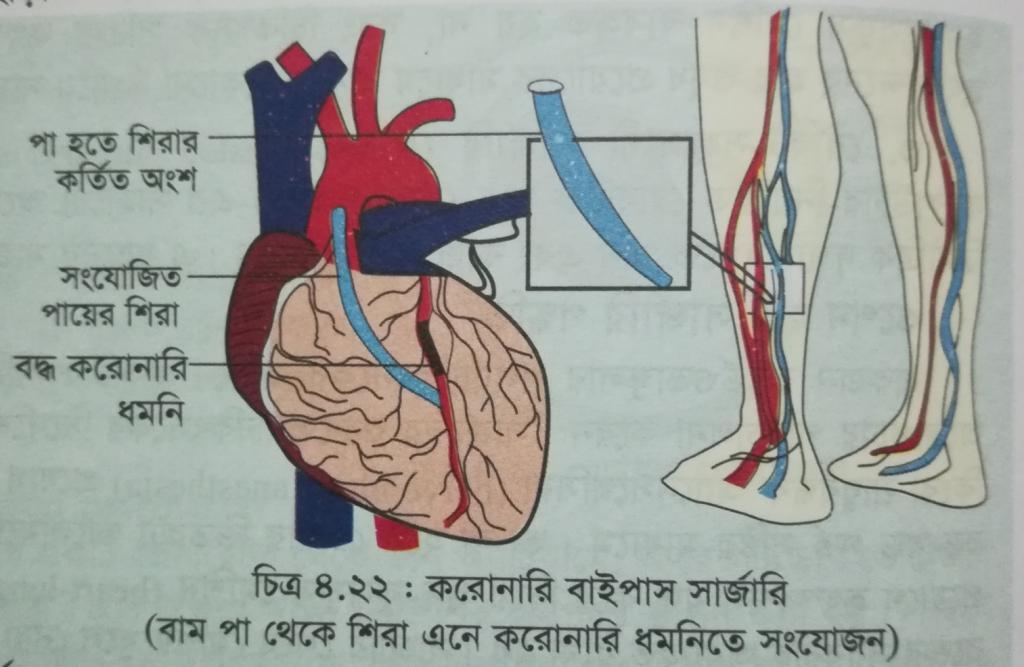 পা হতে শিরার
কর্তিত অংশ
সংযোজিত
পায়ের শিরা
বদ্ধ করোনারি
ধমনি
চিত্র ৪.২২ : করোনারি বাইপাস সার্জারি
(বাম পা থেকে শিরা এনে করোনারি ধমনিতে সংযোজন)